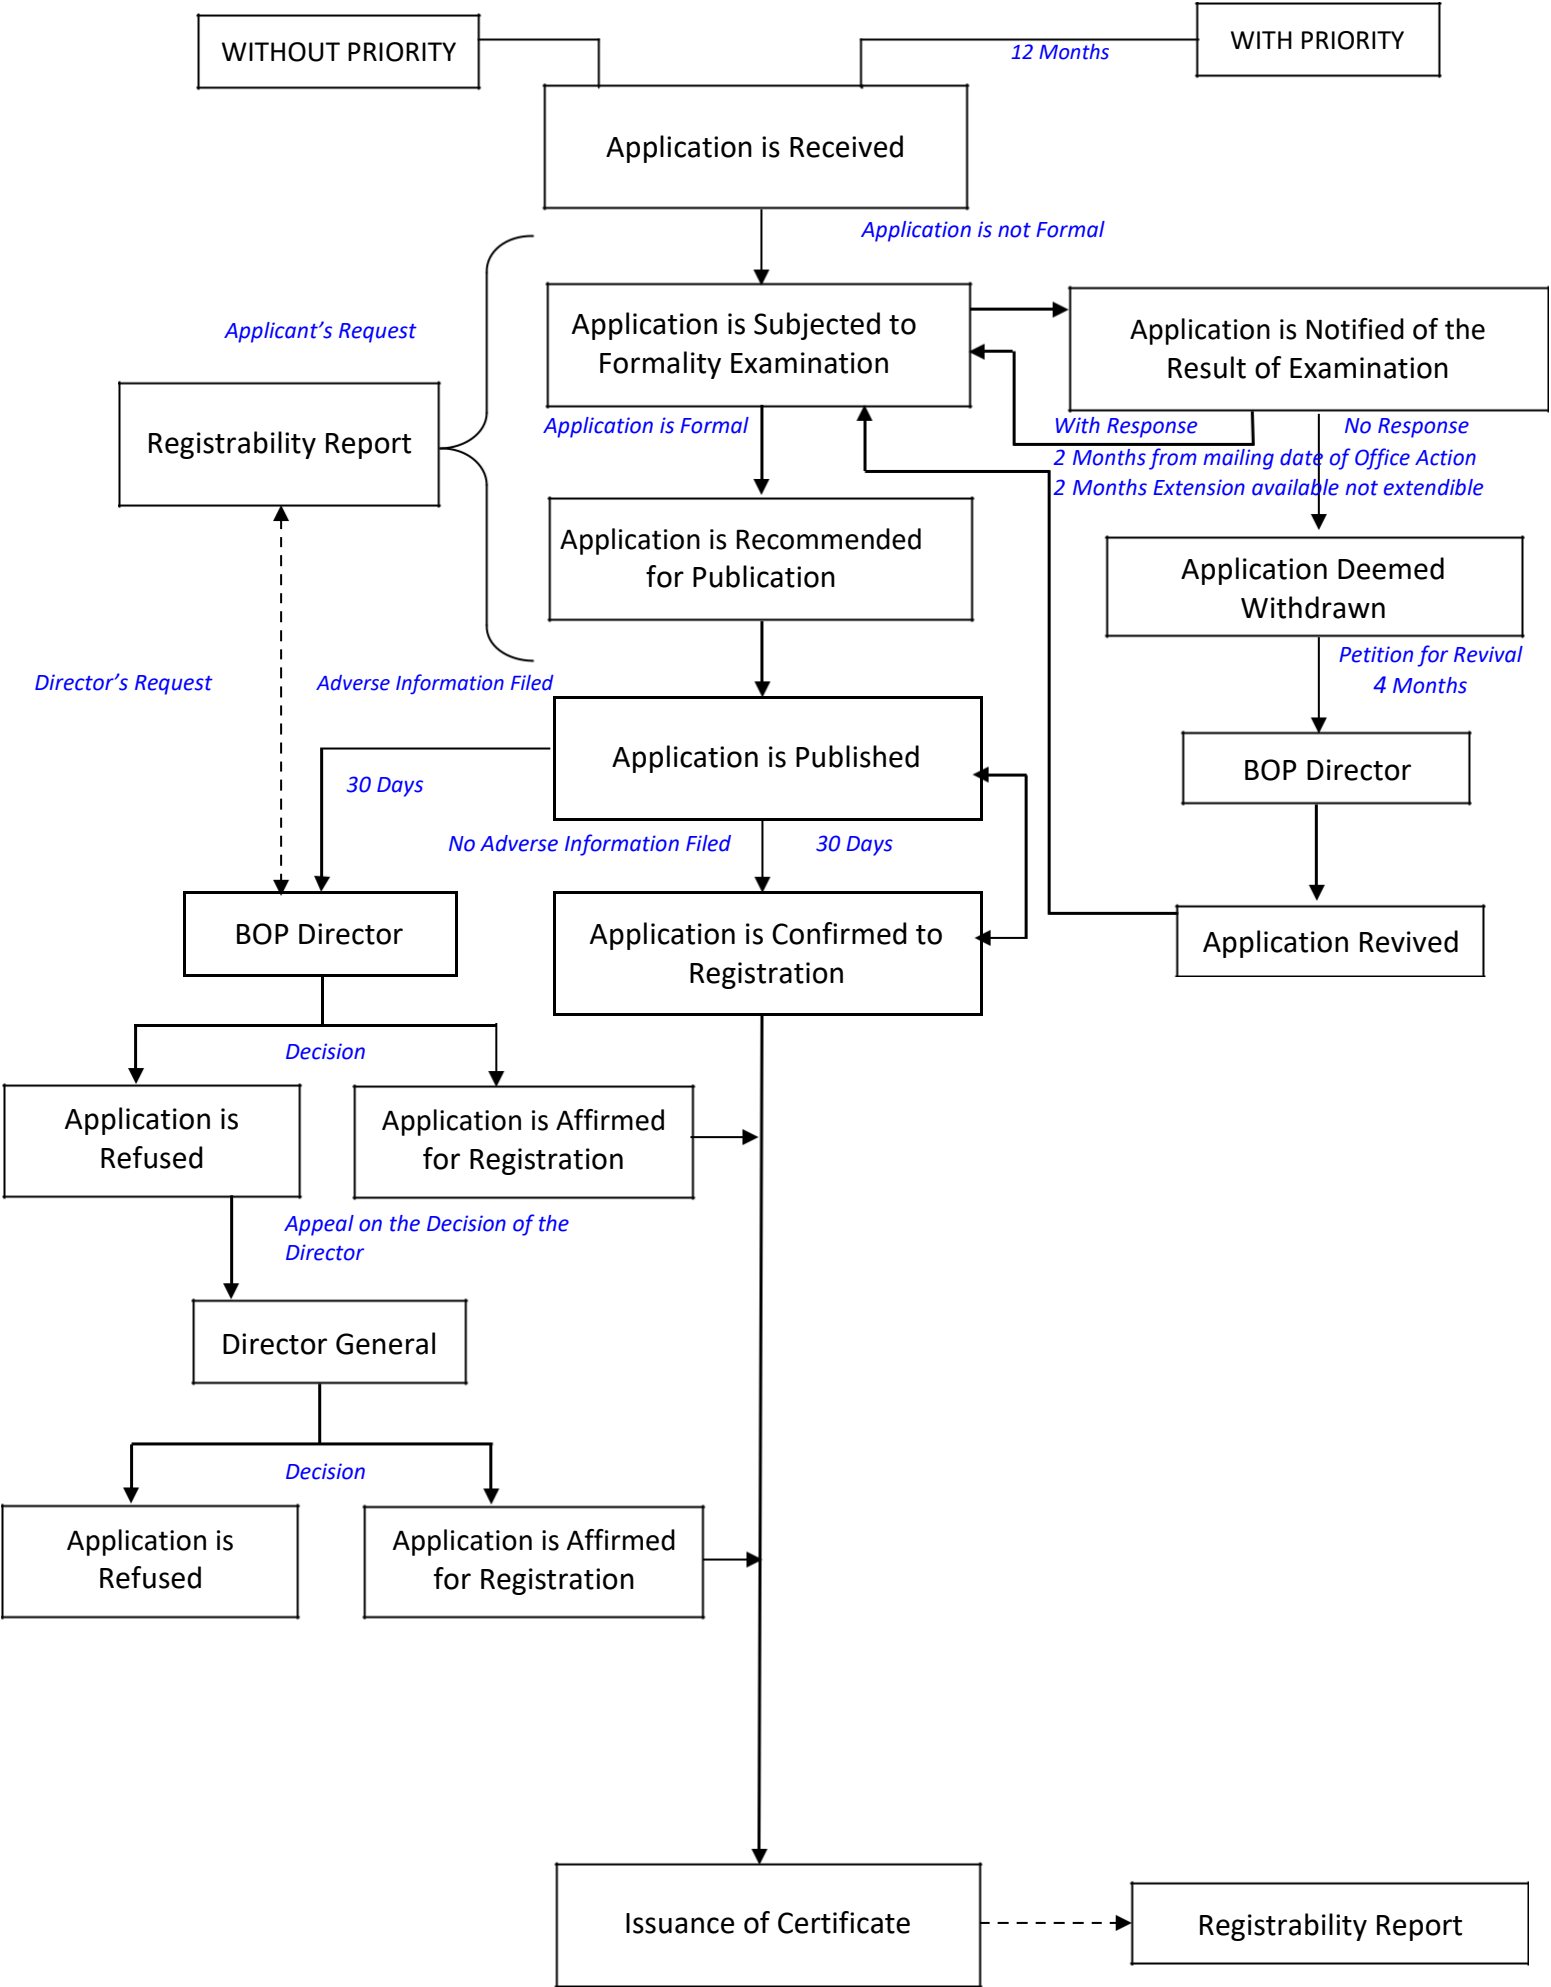 WITHOUT PRIORITY
12 Months
WITH PRIORITY
Application is Received
Application is not Formal
Applicant’s Request
Application is Subjected to
Formality Examination
Application is Notified of the
Result of Examination
Registrability Report
Application is Formal
With Response
No Response
2 Months from mailing date of Office Action
2 Months Extension available not extendible
Application is Recommended
for Publication
Application Deemed
Withdrawn
Petition for Revival
4 Months
Director’s Request
Adverse Information Filed
Application is Published
BOP Director
30 Days
No Adverse Information Filed
30 Days
BOP Director
Application is Confirmed to
Registration
Application Revived
Decision
Application is
Refused
Application is Affirmed
for Registration
Appeal on the Decision of the
Director
Director General
Decision
Application is
Refused
Application is Affirmed
for Registration
Issuance of Certificate
Registrability Report